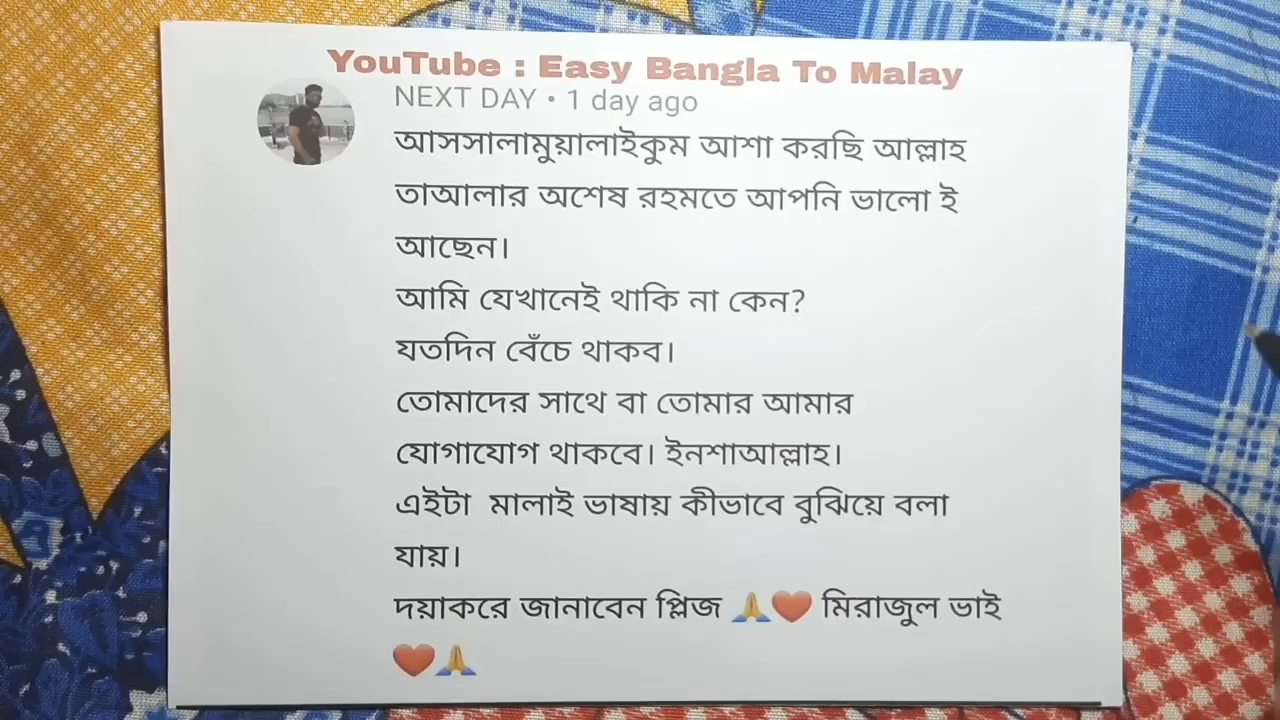 YouTube : Easy Bangla To Malay
NEXT DAY • 1 day ago
আসসালামুয়ালাইকুম আশা করছি আল্লাহ
তাআলার অশেষ রহমতে আপনি ভালো ই
আছেন।
আমি যেখানেই থাকি না কেন?
যতদিন বেঁচে থাকব।
তোমাদের সাথে বা তোমার আমার
যোগাযোগ থাকবে। ইনশাআল্লাহ।
এইটা  মালাই ভাষায় কীভাবে বুঝিয়ে বলা
যায়।
দয়াকরে জানাবেন প্লিজ 🙏❤️ মিরাজুল ভাই
❤️🙏